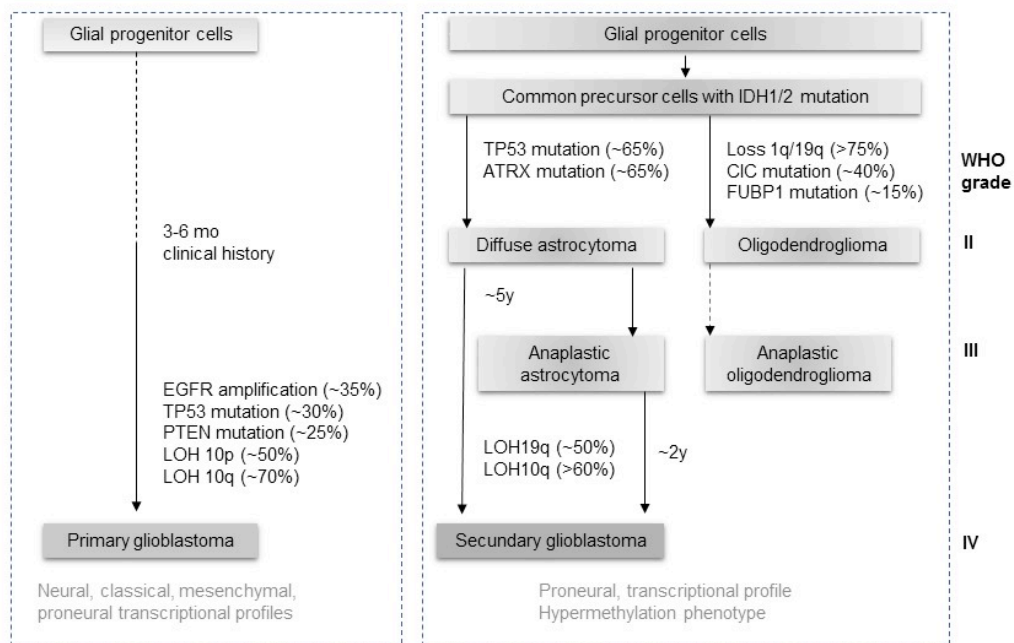 Glial progenitor cells
3-6 mo
clinical history
EGFR amplification (~35%)
TP53 mutation (~30%)
PTEN mutation (~25%)
LOH 10p (~50%)
LOH 10q (~70%)
Primary glioblastoma
Neural, classical, mesenchymal,
proneural transcriptional profiles
Glial progenitor cells
Common precursor cells with IDH1/2 mutation
TP53 mutation (~65%)
ATRX mutation (~65%)
Loss 1q/19q (>75%)
CIC mutation (~40%)
FUBP1 mutation (~15%)
Diffuse astrocytoma
Oligodendroglioma
~5y
Anaplastic
astrocytoma
Anaplastic
oligodendroglioma
LOH19q (~50%)
LOH10q (>60%)
~2y
Secundary glioblastoma
Proneural, transcriptional profile
Hypermethylation phenotype
WHO
grade
II
III
IV